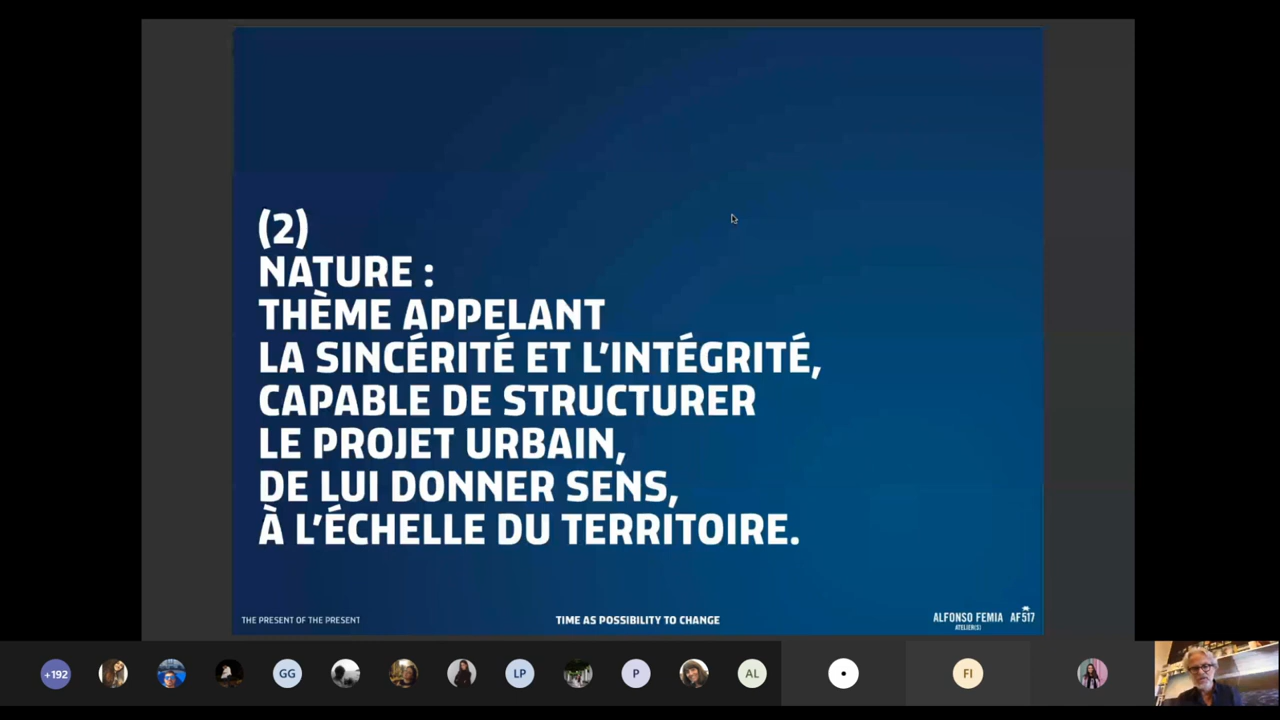 (2)
NATURE :
THÈME APPELANT
LA SINCÉRITÉ ET L’INTÉGRITÉ,
CAPABLE DE STRUCTURER
LE PROJET URBAIN,
DE LUI DONNER SENS,
À L’ÉCHELLE DU TERRITOIRE.
THE PRESENT OF THE PRESENT
TIME AS POSSIBILITY TO CHANGE
ALFONSO FEMIA AF517
ATELIER(S)
+192
GG
LP
P
AL
FI